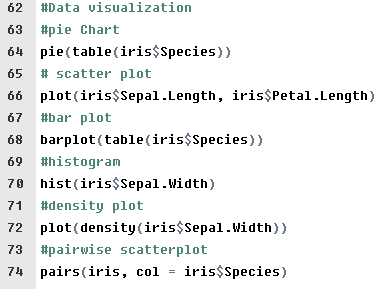 62 #Data visualization
63 #pie Chart
64 pie(table(iris$Species))
65 # scatter plot
66 plot(iris$Sepal.Length, iris$Petal.Length)
67 #bar plot
68 barplot(table(iris$Species))
69 #histogram
70 hist(iris$Sepal.Width)
71 #density plot
72 plot(density(iris$Sepal.Width))
73 #pairwise scatterplot
74 pairs(iris, col = iris$Species)